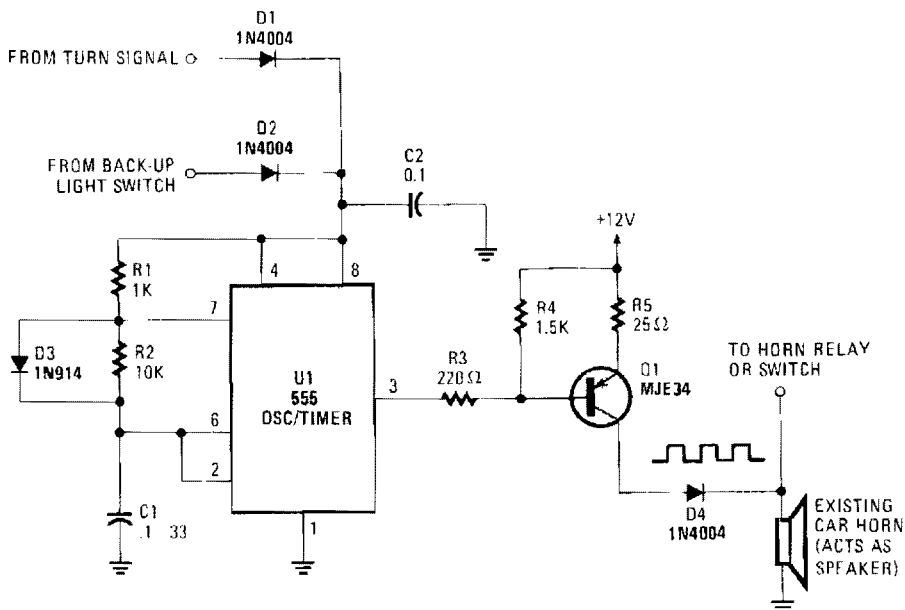 D1
1N4004
FROM TURN SIGNAL
D2
1N4004
FROM BACK-UP
LIGHT SWITCH
C2
0.1
+12V
R1
1K
4
8
7
R4
1.5K
R5
25Ω
D3
1N914
R2
10K
U1
555
OSC/TIMER
3
R3
220Ω
Q1
MJE34
TO HORN RELAY
OR SWITCH
6
2
C1
.1 33
1
D4
1N4004
EXISTING
CAR HORN
(ACTS AS
SPEAKER)